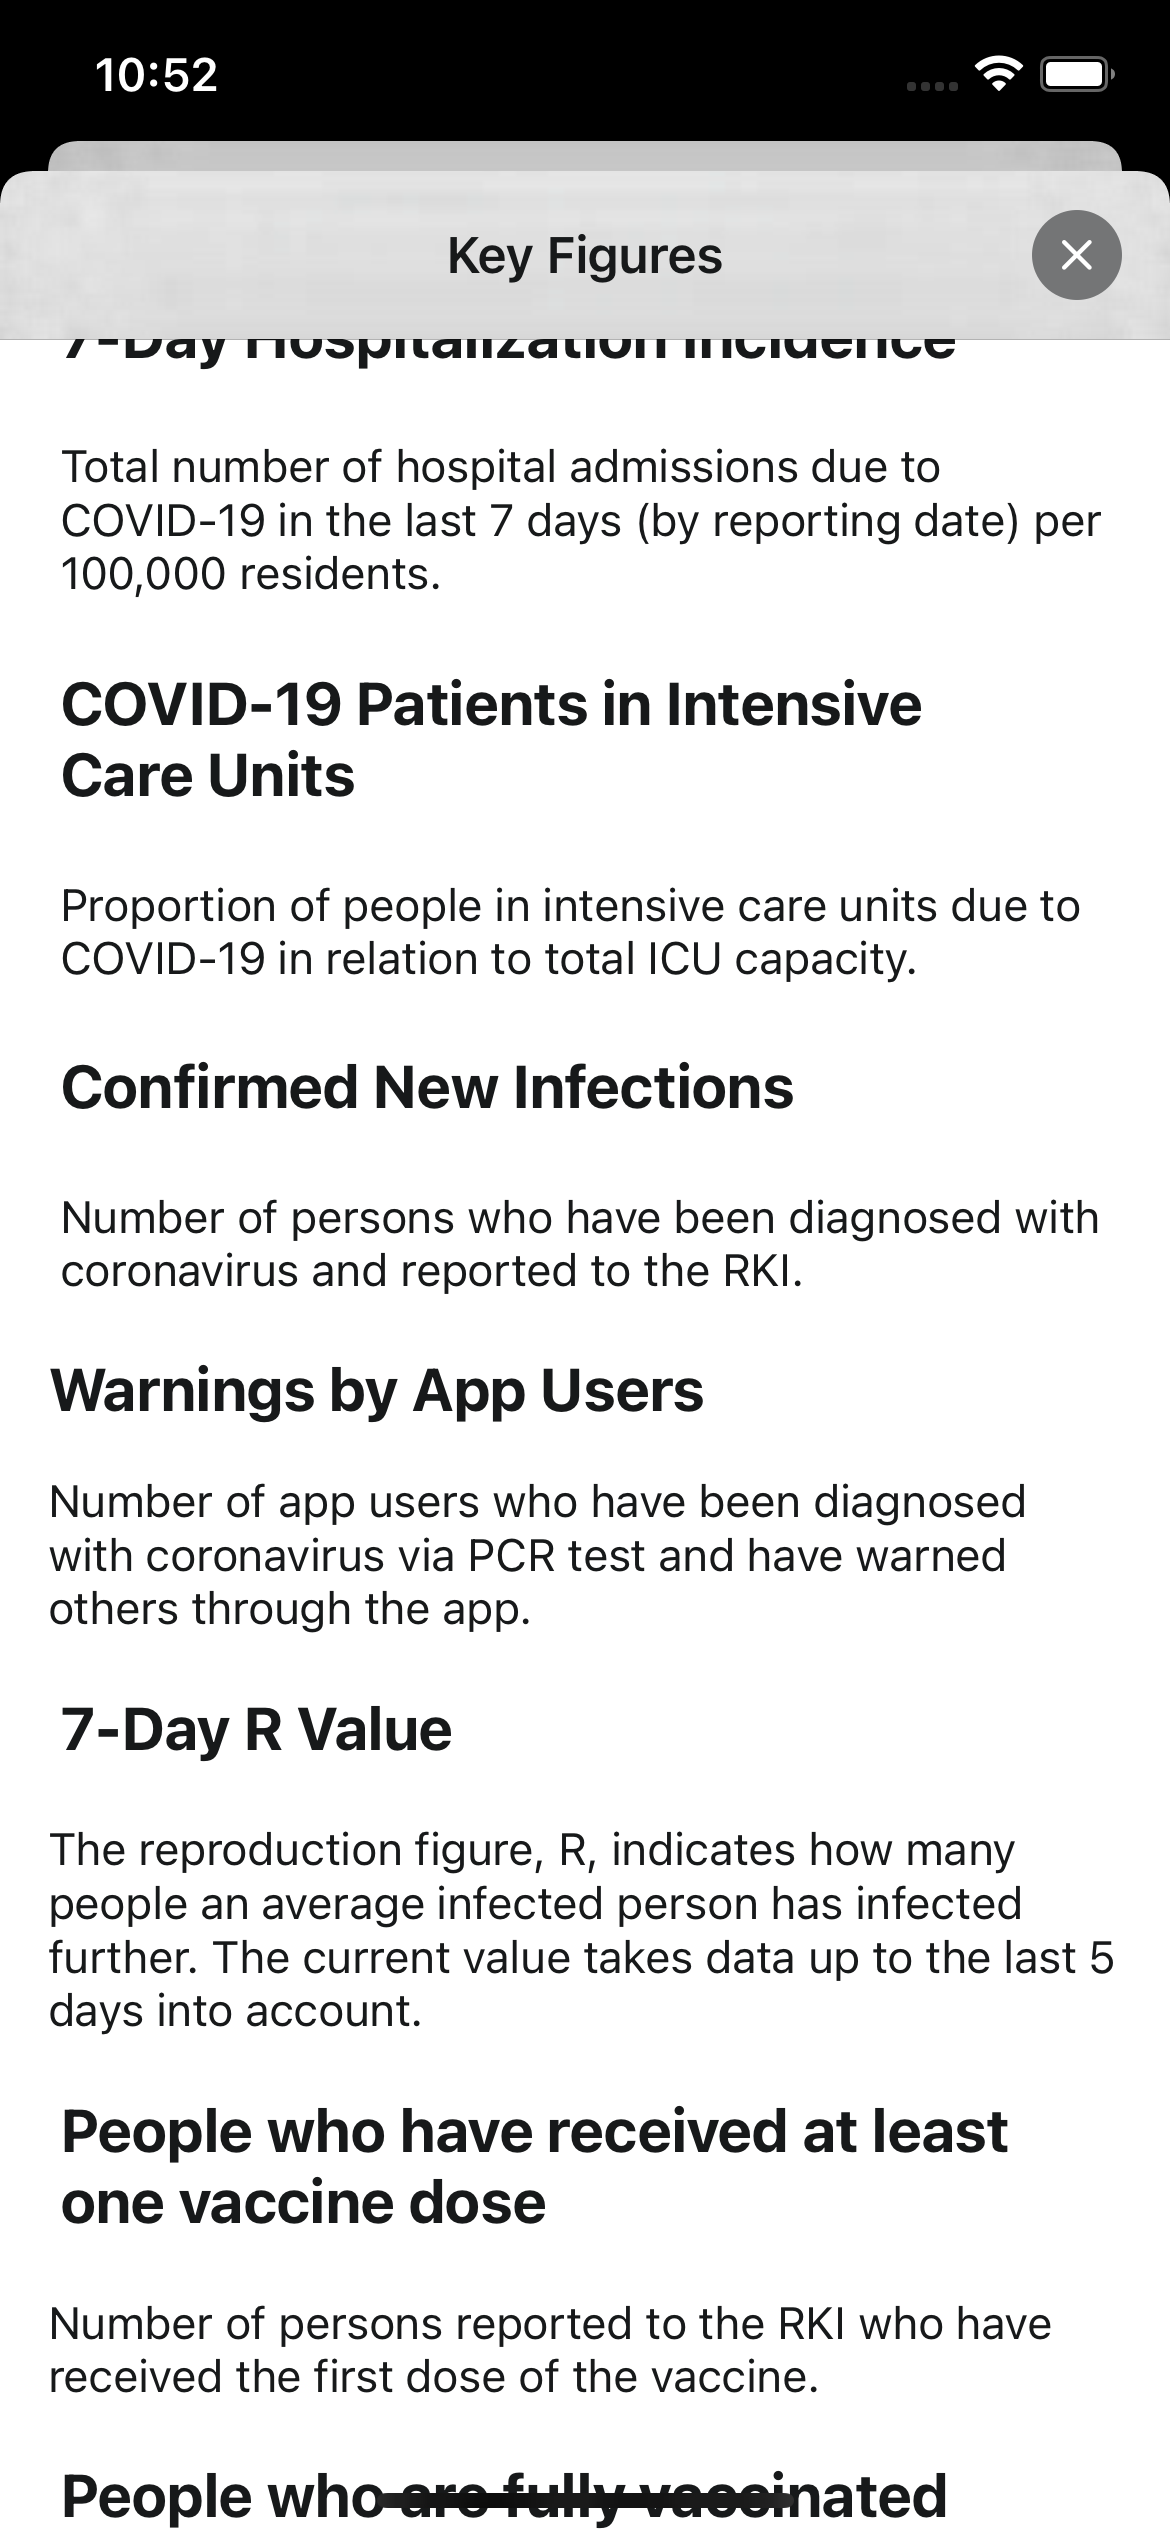 10:52
Key Figures
7-Day Hospitalization Incidence
Total number of hospital admissions due to
COVID-19 in the last 7 days (by reporting date) per
100,000 residents.
COVID-19 Patients in Intensive
Care Units
Proportion of people in intensive care units due to
COVID-19 in relation to total ICU capacity.
Confirmed New Infections
Number of persons who have been diagnosed with
coronavirus and reported to the RKI.
Warnings by App Users
Number of app users who have been diagnosed
with coronavirus via PCR test and have warned
others through the app.
7-Day R Value
The reproduction figure, R, indicates how many
people an average infected person has infected
further. The current value takes data up to the last 5
days into account.
People who have received at least
one vaccine dose
Number of persons reported to the RKI who have
received the first dose of the vaccine.
People who are fully vaccinated